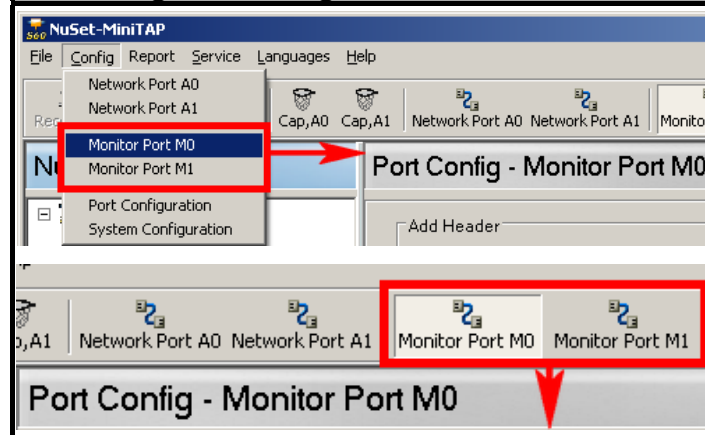 NuSet-MiniTAP
File Config Report Service Languages Help
Network Port A0
Network Port A1
Cap,A0 Cap,A1 Network Port A0 Network Port A1
Monitor Port M0
Monitor Port M1
Port Config - Monitor Port M0
Port Configuration
System Configuration
Add Header
Network Port A0 Network Port A1 Monitor Port M0 Monitor Port M1
Port Config - Monitor Port M0